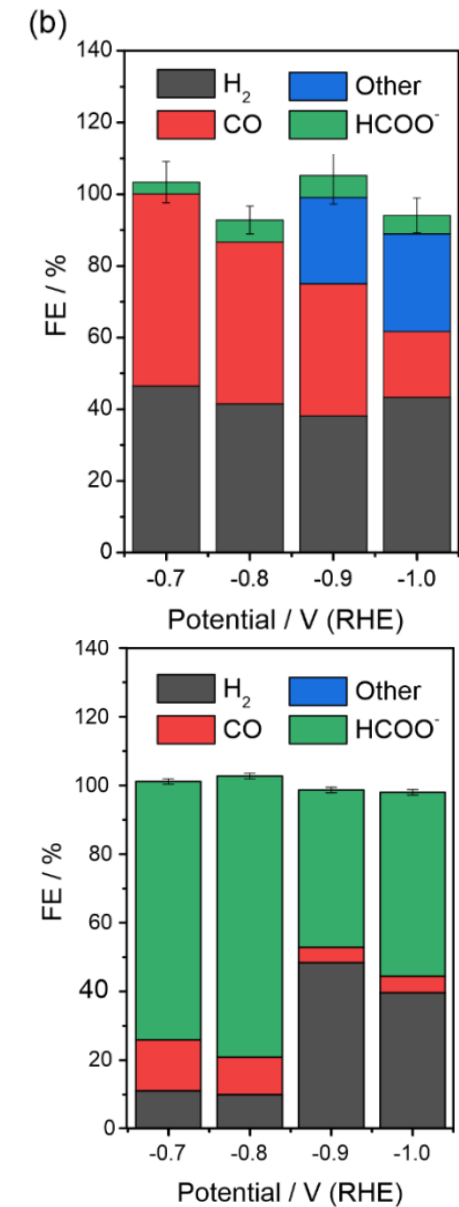 (b)
140
120
100
80
60
40
20
0
FE / %
H₂
Other
CO
HCOO⁻
-0.7
-0.8
-0.9
-1.0
Potential / V (RHE)
140
120
100
80
60
40
20
0
FE / %
H₂
Other
CO
HCOO⁻
-0.7
-0.8
-0.9
-1.0
Potential / V (RHE)